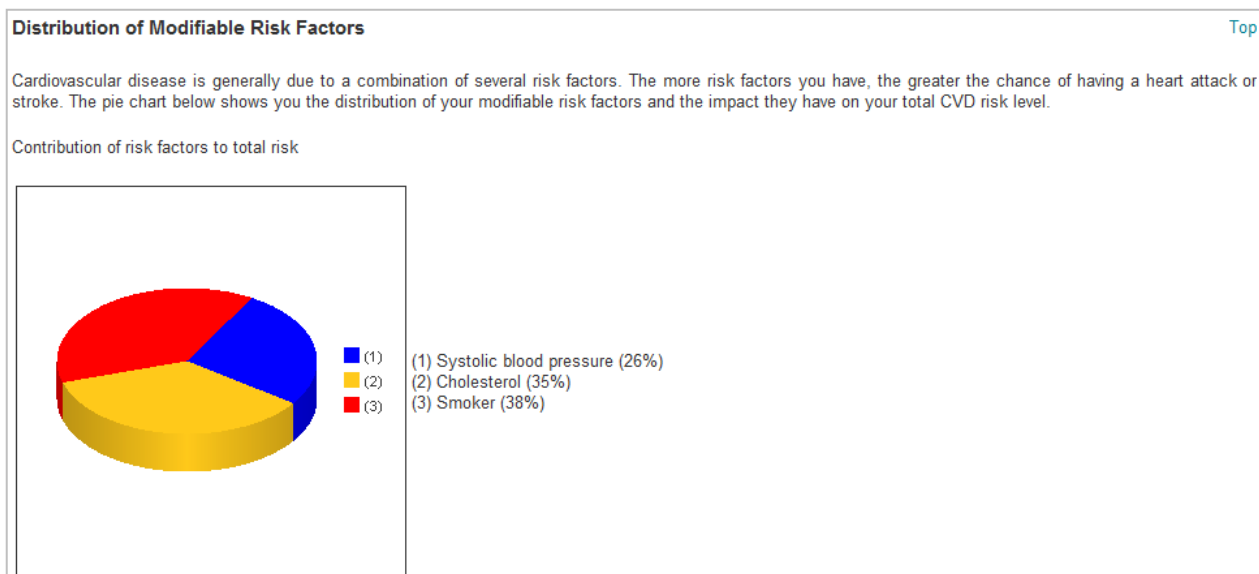 Distribution of Modifiable Risk Factors
Top
Cardiovascular disease is generally due to a combination of several risk factors. The more risk factors you have, the greater the chance of having a heart attack or
stroke. The pie chart below shows you the distribution of your modifiable risk factors and the impact they have on your total CVD risk level.
Contribution of risk factors to total risk
(1)
(2)
(3)
(1) Systolic blood pressure (26%)
(2) Cholesterol (35%)
(3) Smoker (38%)